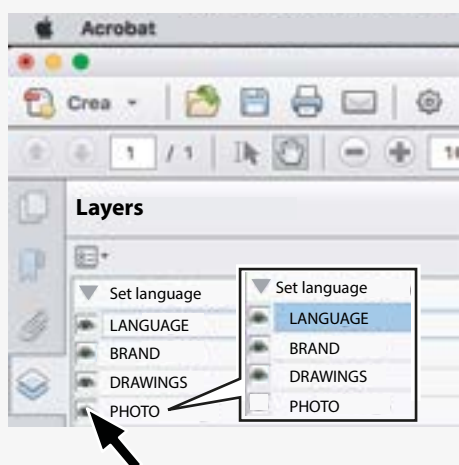 Acrobat
Crea
1 / 1
Layers
Set language
LANGUAGE
BRAND
DRAWINGS
PHOTO
Set language
LANGUAGE
BRAND
DRAWINGS
PHOTO